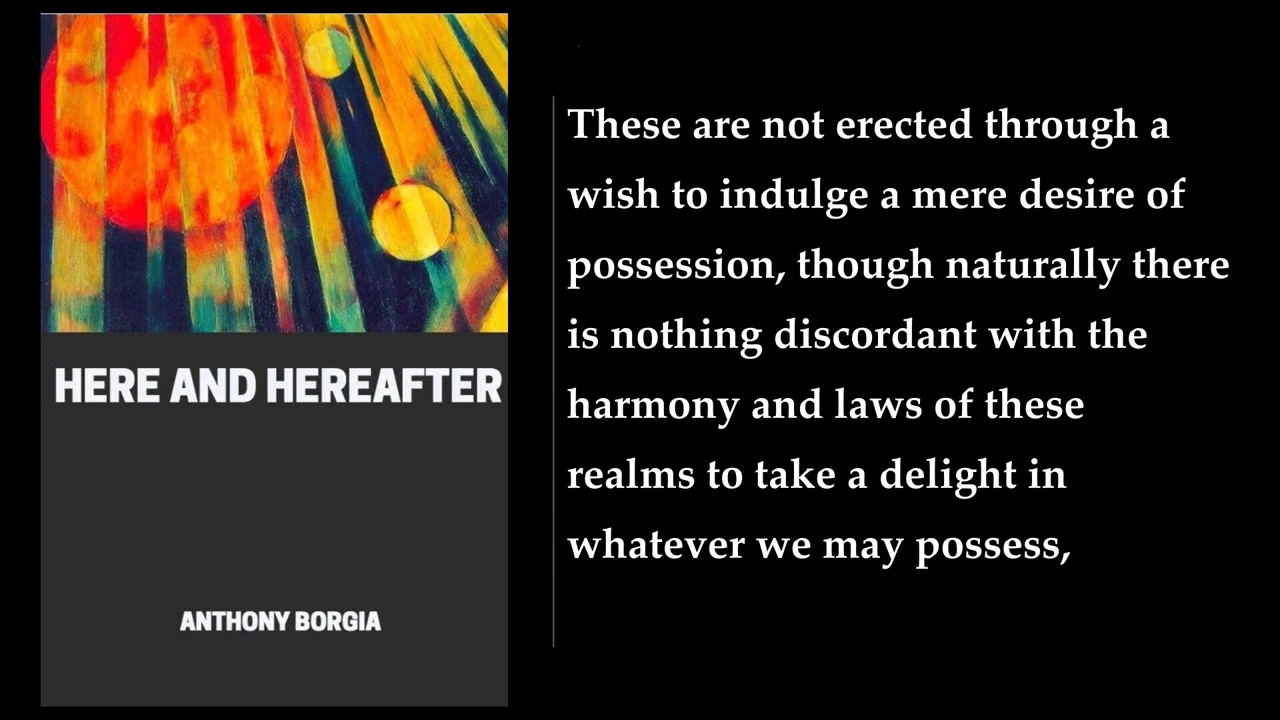 HERE AND HEREAFTER
ANTHONY BORGIA
These are not erected through a
wish to indulge a mere desire of
possession, though naturally there
is nothing discordant with the
harmony and laws of these
realms to take a delight in
whatever we may possess,